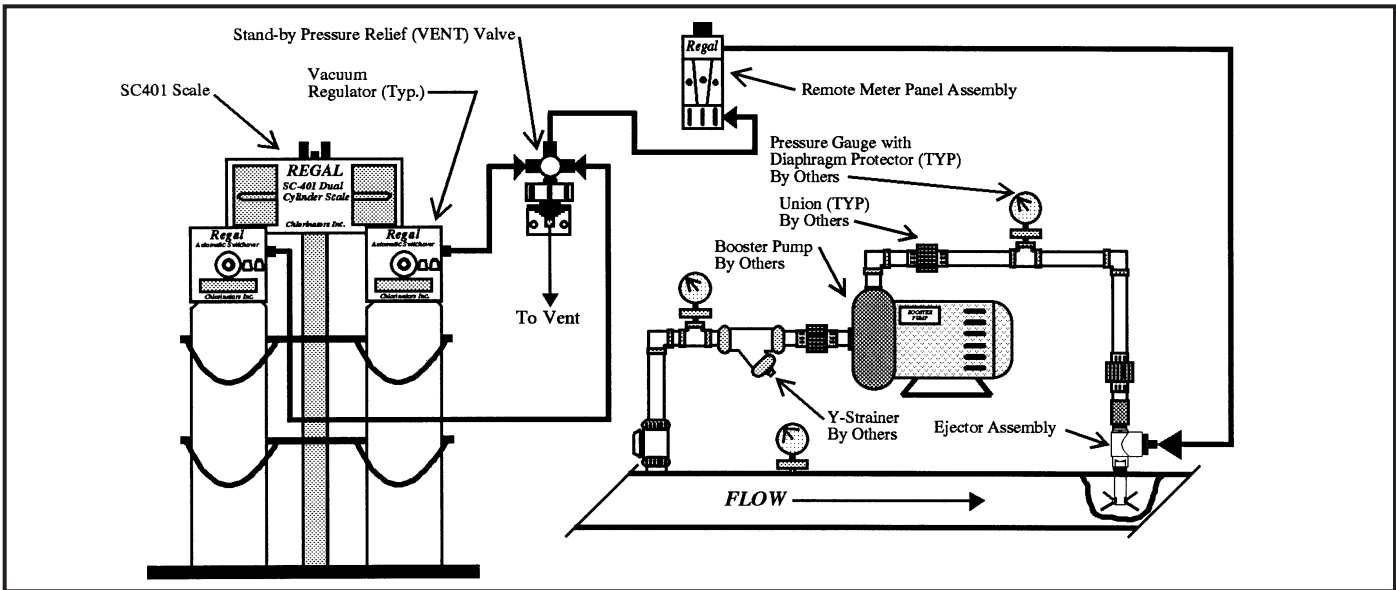 Stand-by Pressure Relief (VENT) Valve
SC401 Scale
Vacuum
Regulator (Typ.)
Regal
Remote Meter Panel Assembly
Pressure Gauge with
Diaphragm Protector (TYP)
By Others
Union (TYP)
By Others
Booster Pump
By Others
REGAL
SC-401 Dual
Cylinder Scale
Chlorinators Inc.
Regal
Automatic Switchover
Chlorinators Inc.
Regal
Automatic Switchover
Chlorinators Inc.
To Vent
BOOSTER
PUMP
Y-Strainer
By Others
Ejector Assembly
FLOW